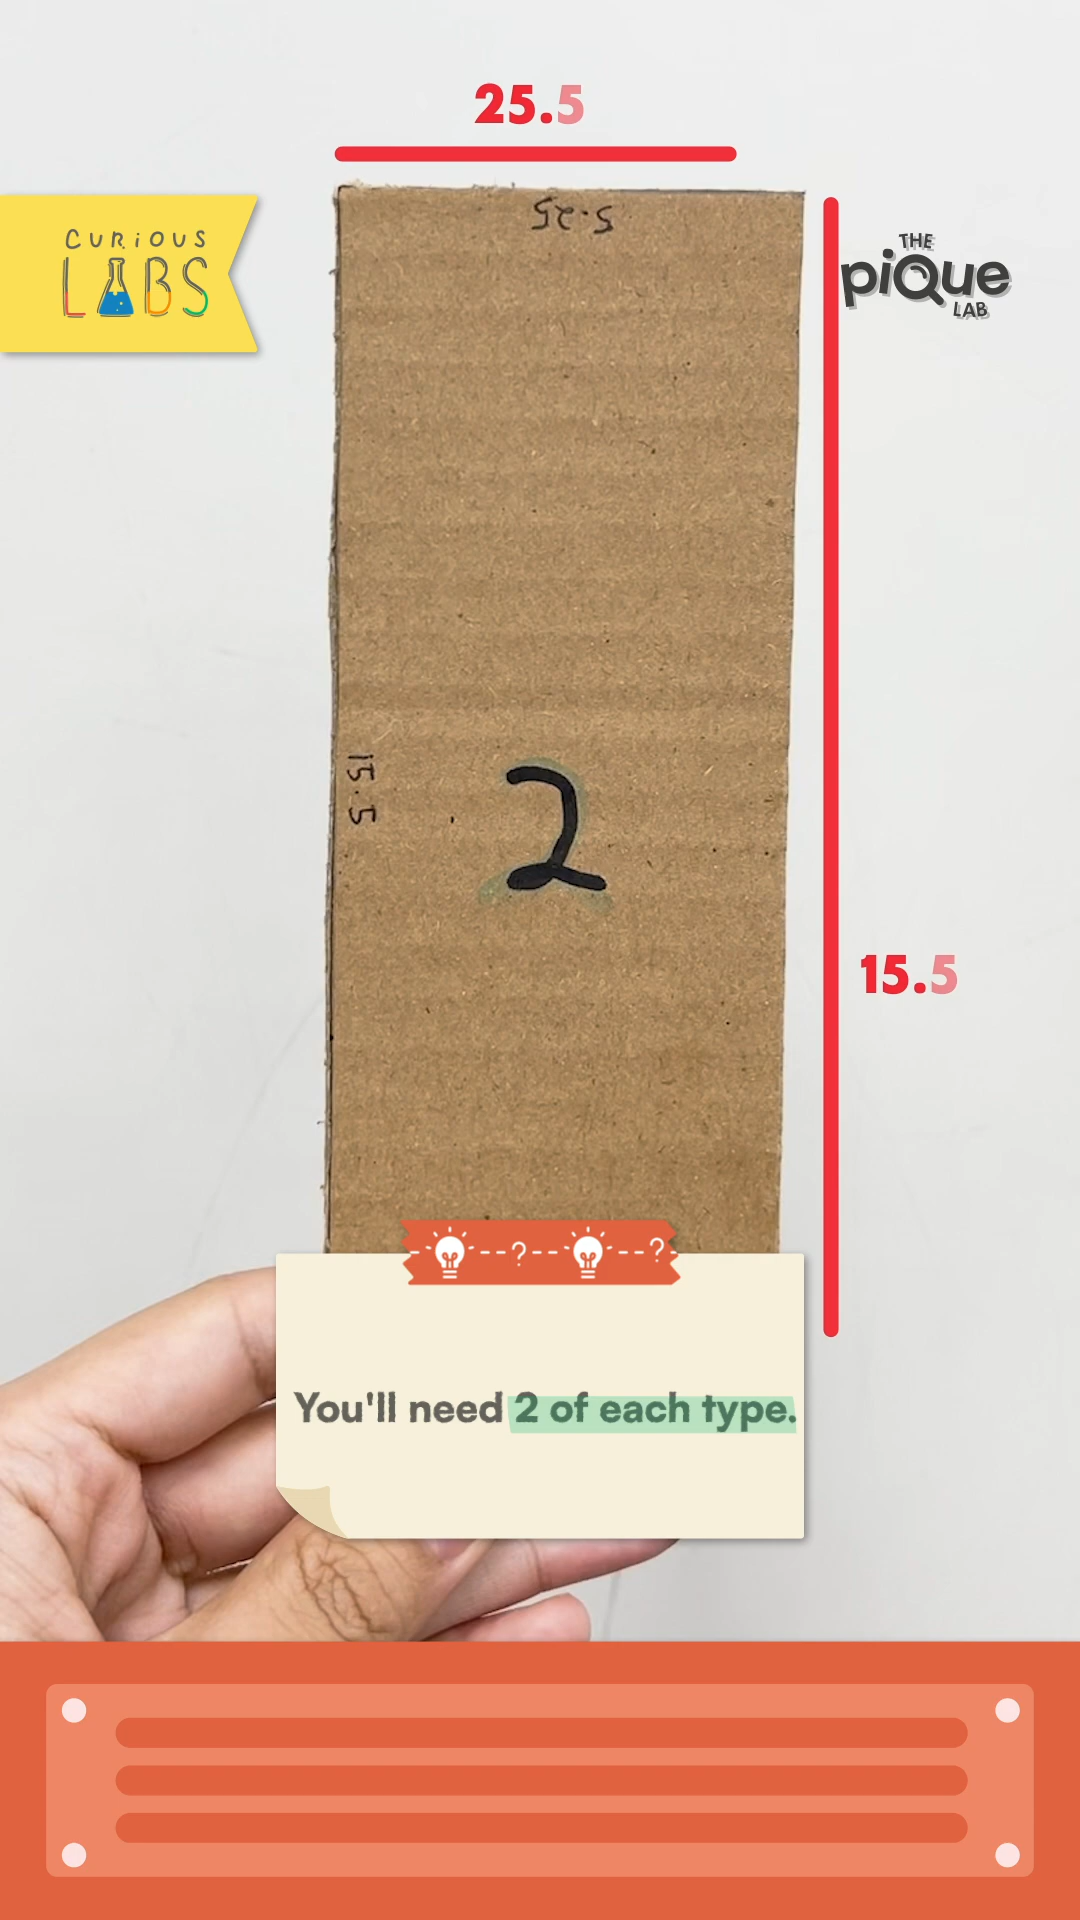 25.5
5.25
CURIOUS
LABS
THE
piQue
LAB
15.5
2
15.5
You'll need 2 of each type.